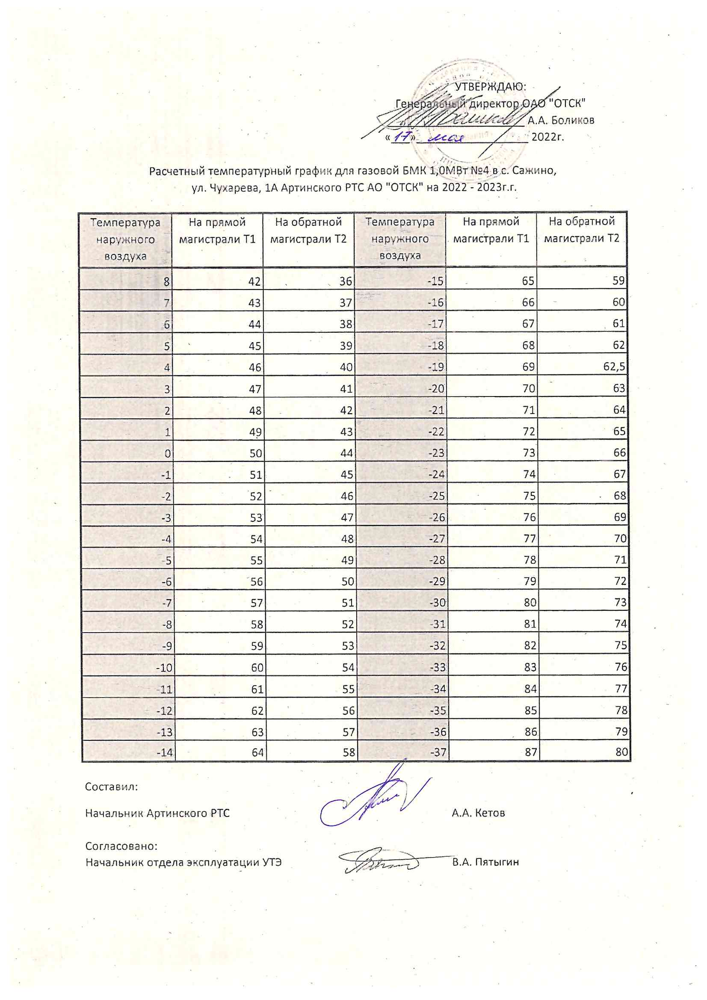 УТВЕРЖДАЮ:
Генеральный директор ОАО "ОТСК"
А.А. Боликов
«17» мая 2022г.
Расчетный температурный график для газовой БМК 1,0МВт №4 в с. Сажино,
ул. Чухарева, 1А Артинского РТС АО "ОТСК" на 2022 - 2023г.г.
Температура наружного воздуха На прямой магистрали Т1 На обратной магистрали Т2 Температура наружного воздуха На прямой магистрали Т1 На обратной магистрали Т2
8 42 36 -15 65 59
7 43 37 -16 66 60
6 44 38 -17 67 61
5 45 39 -18 68 62
4 46 40 -19 69 62,5
3 47 41 -20 70 63
2 48 42 -21 71 64
1 49 43 -22 72 65
0 50 44 -23 73 66
-1 51 45 -24 74 67
-2 52 46 -25 75 68
-3 53 47 -26 76 69
-4 54 48 -27 77 70
-5 55 49 -28 78 71
-6 56 50 -29 79 72
-7 57 51 -30 80 73
-8 58 52 -31 81 74
-9 59 53 -32 82 75
-10 60 54 -33 83 76
-11 61 55 -34 84 77
-12 62 56 -35 85 78
-13 63 57 -36 86 79
-14 64 58 -37 87 80
Составил:
Начальник Артинского РТС А.А. Кетов
Согласовано:
Начальник отдела эксплуатации УТЭ В.А. Пятыгин